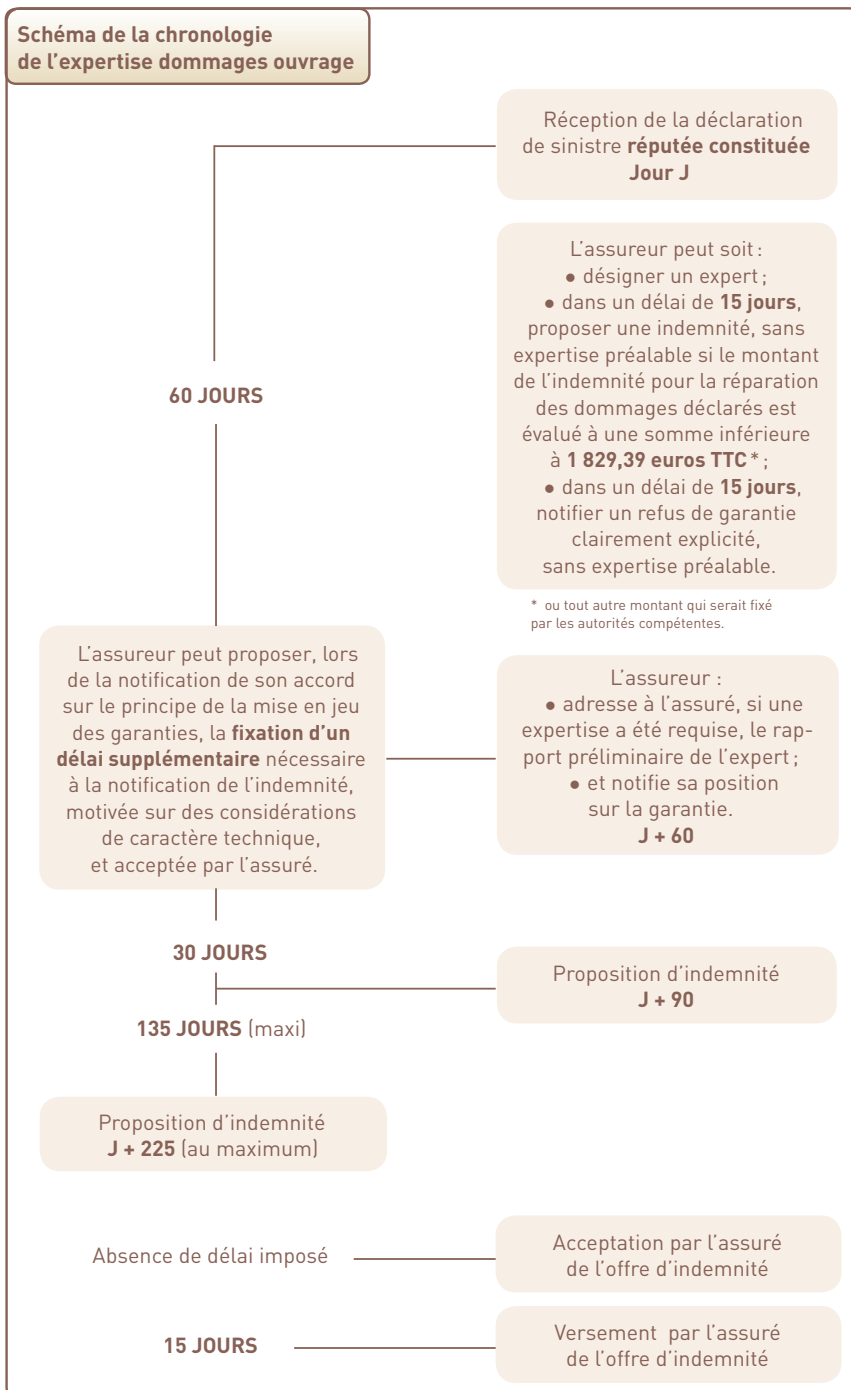 Schéma de la chronologie
de l'expertise dommages ouvrage
Réception de la déclaration
de sinistre réputée constituée
Jour J
L'assureur peut soit :
• désigner un expert ;
• dans un délai de 15 jours,
proposer une indemnité, sans
expertise préalable si le montant
de l'indemnité pour la réparation
des dommages déclarés est
évalué à une somme inférieure
à 1 829,39 euros TTC * ;
• dans un délai de 15 jours,
notifier un refus de garantie
clairement explicité,
sans expertise préalable.
* ou tout autre montant qui serait fixé
par les autorités compétentes.
60 JOURS
L'assureur peut proposer, lors
de la notification de son accord
sur le principe de la mise en jeu
des garanties, la fixation d'un
délai supplémentaire nécessaire
à la notification de l'indemnité,
motivée sur des considérations
de caractère technique,
et acceptée par l'assuré.
L'assureur :
• adresse à l'assuré, si une
expertise a été requise, le rap-
port préliminaire de l'expert ;
• et notifie sa position
sur la garantie.
J + 60
30 JOURS
Proposition d'indemnité
J + 90
135 JOURS (maxi)
Proposition d'indemnité
J + 225 (au maximum)
Absence de délai imposé
Acceptation par l'assuré
de l'offre d'indemnité
15 JOURS
Versement par l'assuré
de l'offre d'indemnité